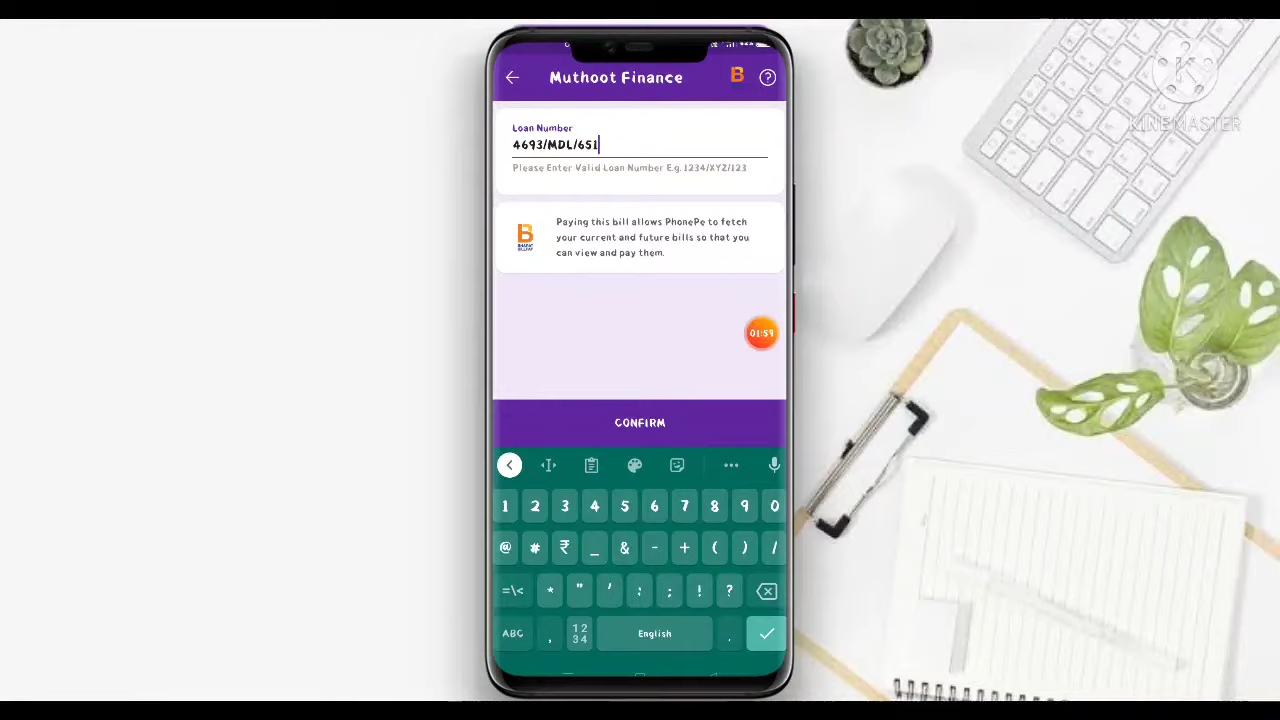 Muthoot Finance
B
Loan Number
4693/MDL/651
Please Enter Valid Loan Number E.g. 1234/XYZ/123
B
BHARAT
BILLPAY
Paying this bill allows PhonePe to fetch
your current and future bills so that you
can view and pay them.
01:59
CONFIRM
1 2 3 4 5 6 7 8 9 0
@ # ₹ _ & - + ( ) /
=\< * " ' : ; ! ?
ABC , 12 34 English .
K
KINEMASTER